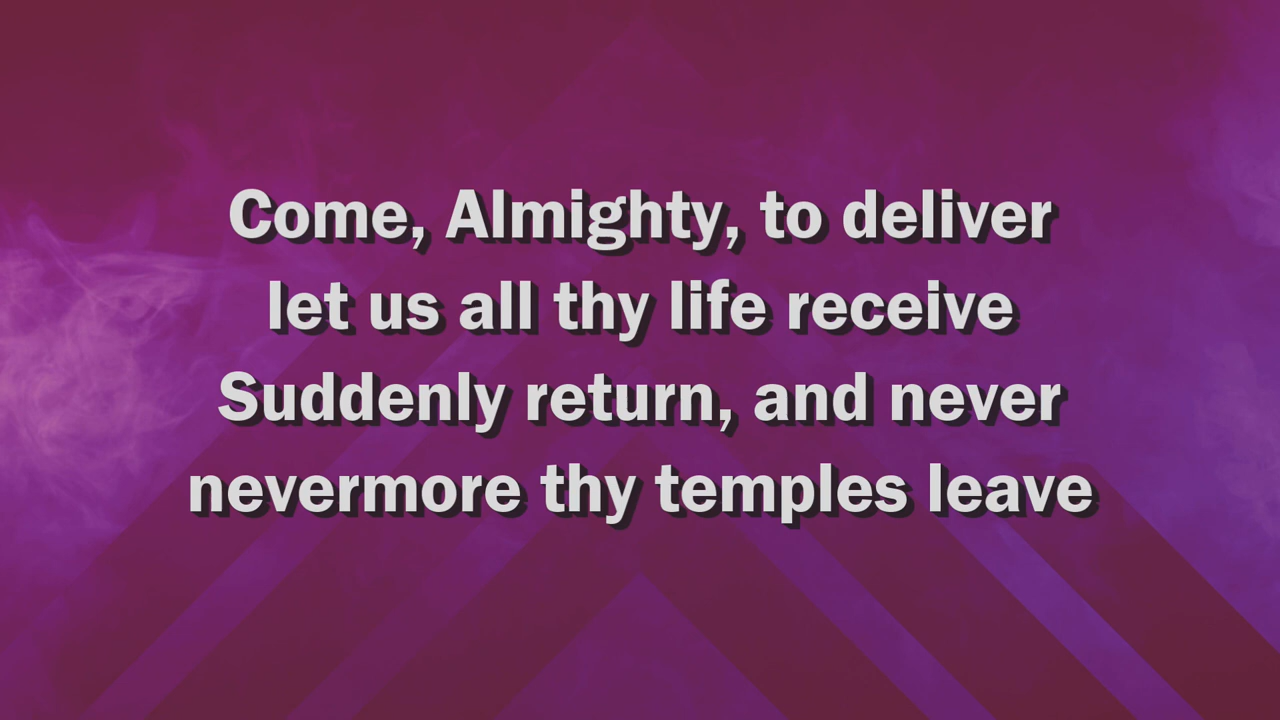 Come, Almighty, to deliver
let us all thy life receive
Suddenly return, and never
nevermore thy temples leave